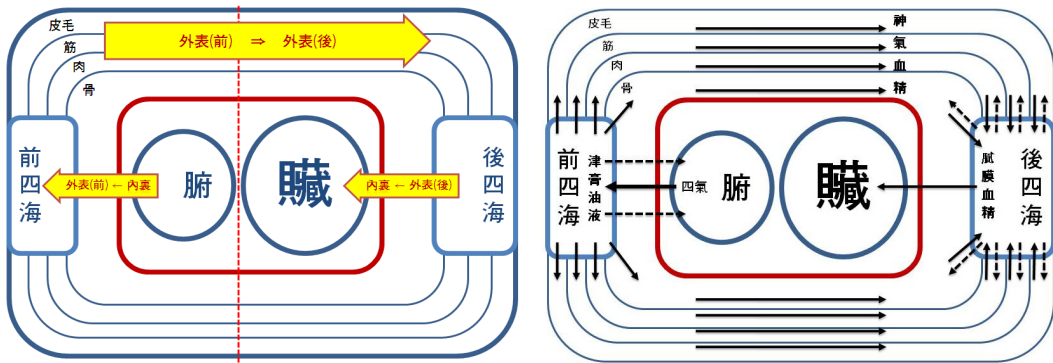 皮毛
筋
肉
骨
外表(前) ⇒ 外表(後)
前四海
外表(前) ← 內裏
腑
臟
內裏 ← 外表(後)
後四海
皮毛
筋
肉
骨
神
氣
血
精
前四海
津膏油液
四氣
腑
臟
膩膜血精
後四海